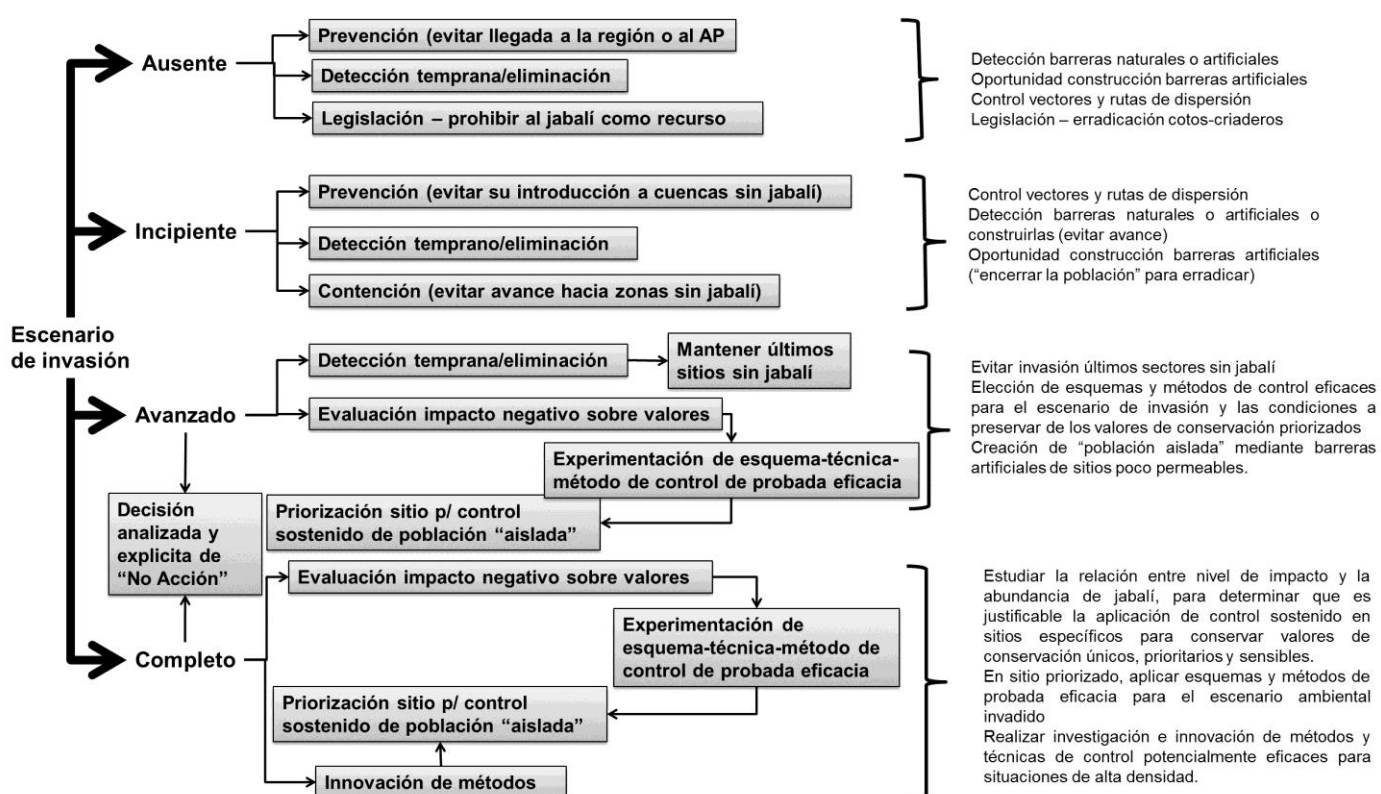 Escenario
de invasión
Ausente
Prevención (evitar llegada a la región o al AP
Detección temprana/eliminación
Legislación – prohibir al jabalí como recurso
Detección barreras naturales o artificiales
Oportunidad construcción barreras artificiales
Control vectores y rutas de dispersión
Legislación – erradicación cotos-criaderos
Incipiente
Prevención (evitar su introducción a cuencas sin jabalí)
Detección temprano/eliminación
Contención (evitar avance hacia zonas sin jabalí)
Control vectores y rutas de dispersión
Detección barreras naturales o artificiales o
construirlas (evitar avance)
Oportunidad construcción barreras artificiales
(“encerrar la población” para erradicar)
Avanzado
Detección temprana/eliminación
Mantener últimos
sitios sin jabalí
Evaluación impacto negativo sobre valores
Experimentación de esquema-técnica-
método de control de probada eficacia
Priorización sitio p/ control
sostenido de población “aislada”
Evitar invasión últimos sectores sin jabalí
Elección de esquemas y métodos de control eficaces
para el escenario de invasión y las condiciones a
preservar de los valores de conservación priorizados
Creación de “población aislada” mediante barreras
artificiales de sitios poco permeables.
Decisión
analizada y
explicita de
“No Acción”
Completo
Evaluación impacto negativo sobre valores
Experimentación de
esquema-técnica-método de
control de probada eficacia
Priorización sitio p/ control
sostenido de población “aislada”
Innovación de métodos
Estudiar la relación entre nivel de impacto y la
abundancia de jabalí, para determinar que es
justificable la aplicación de control sostenido en
sitios específicos para conservar valores de
conservación únicos, prioritarios y sensibles.
En sitio priorizado, aplicar esquemas y métodos de
probada eficacia para el escenario ambiental
invadido
Realizar investigación e innovación de métodos y
técnicas de control potencialmente eficaces para
situaciones de alta densidad.